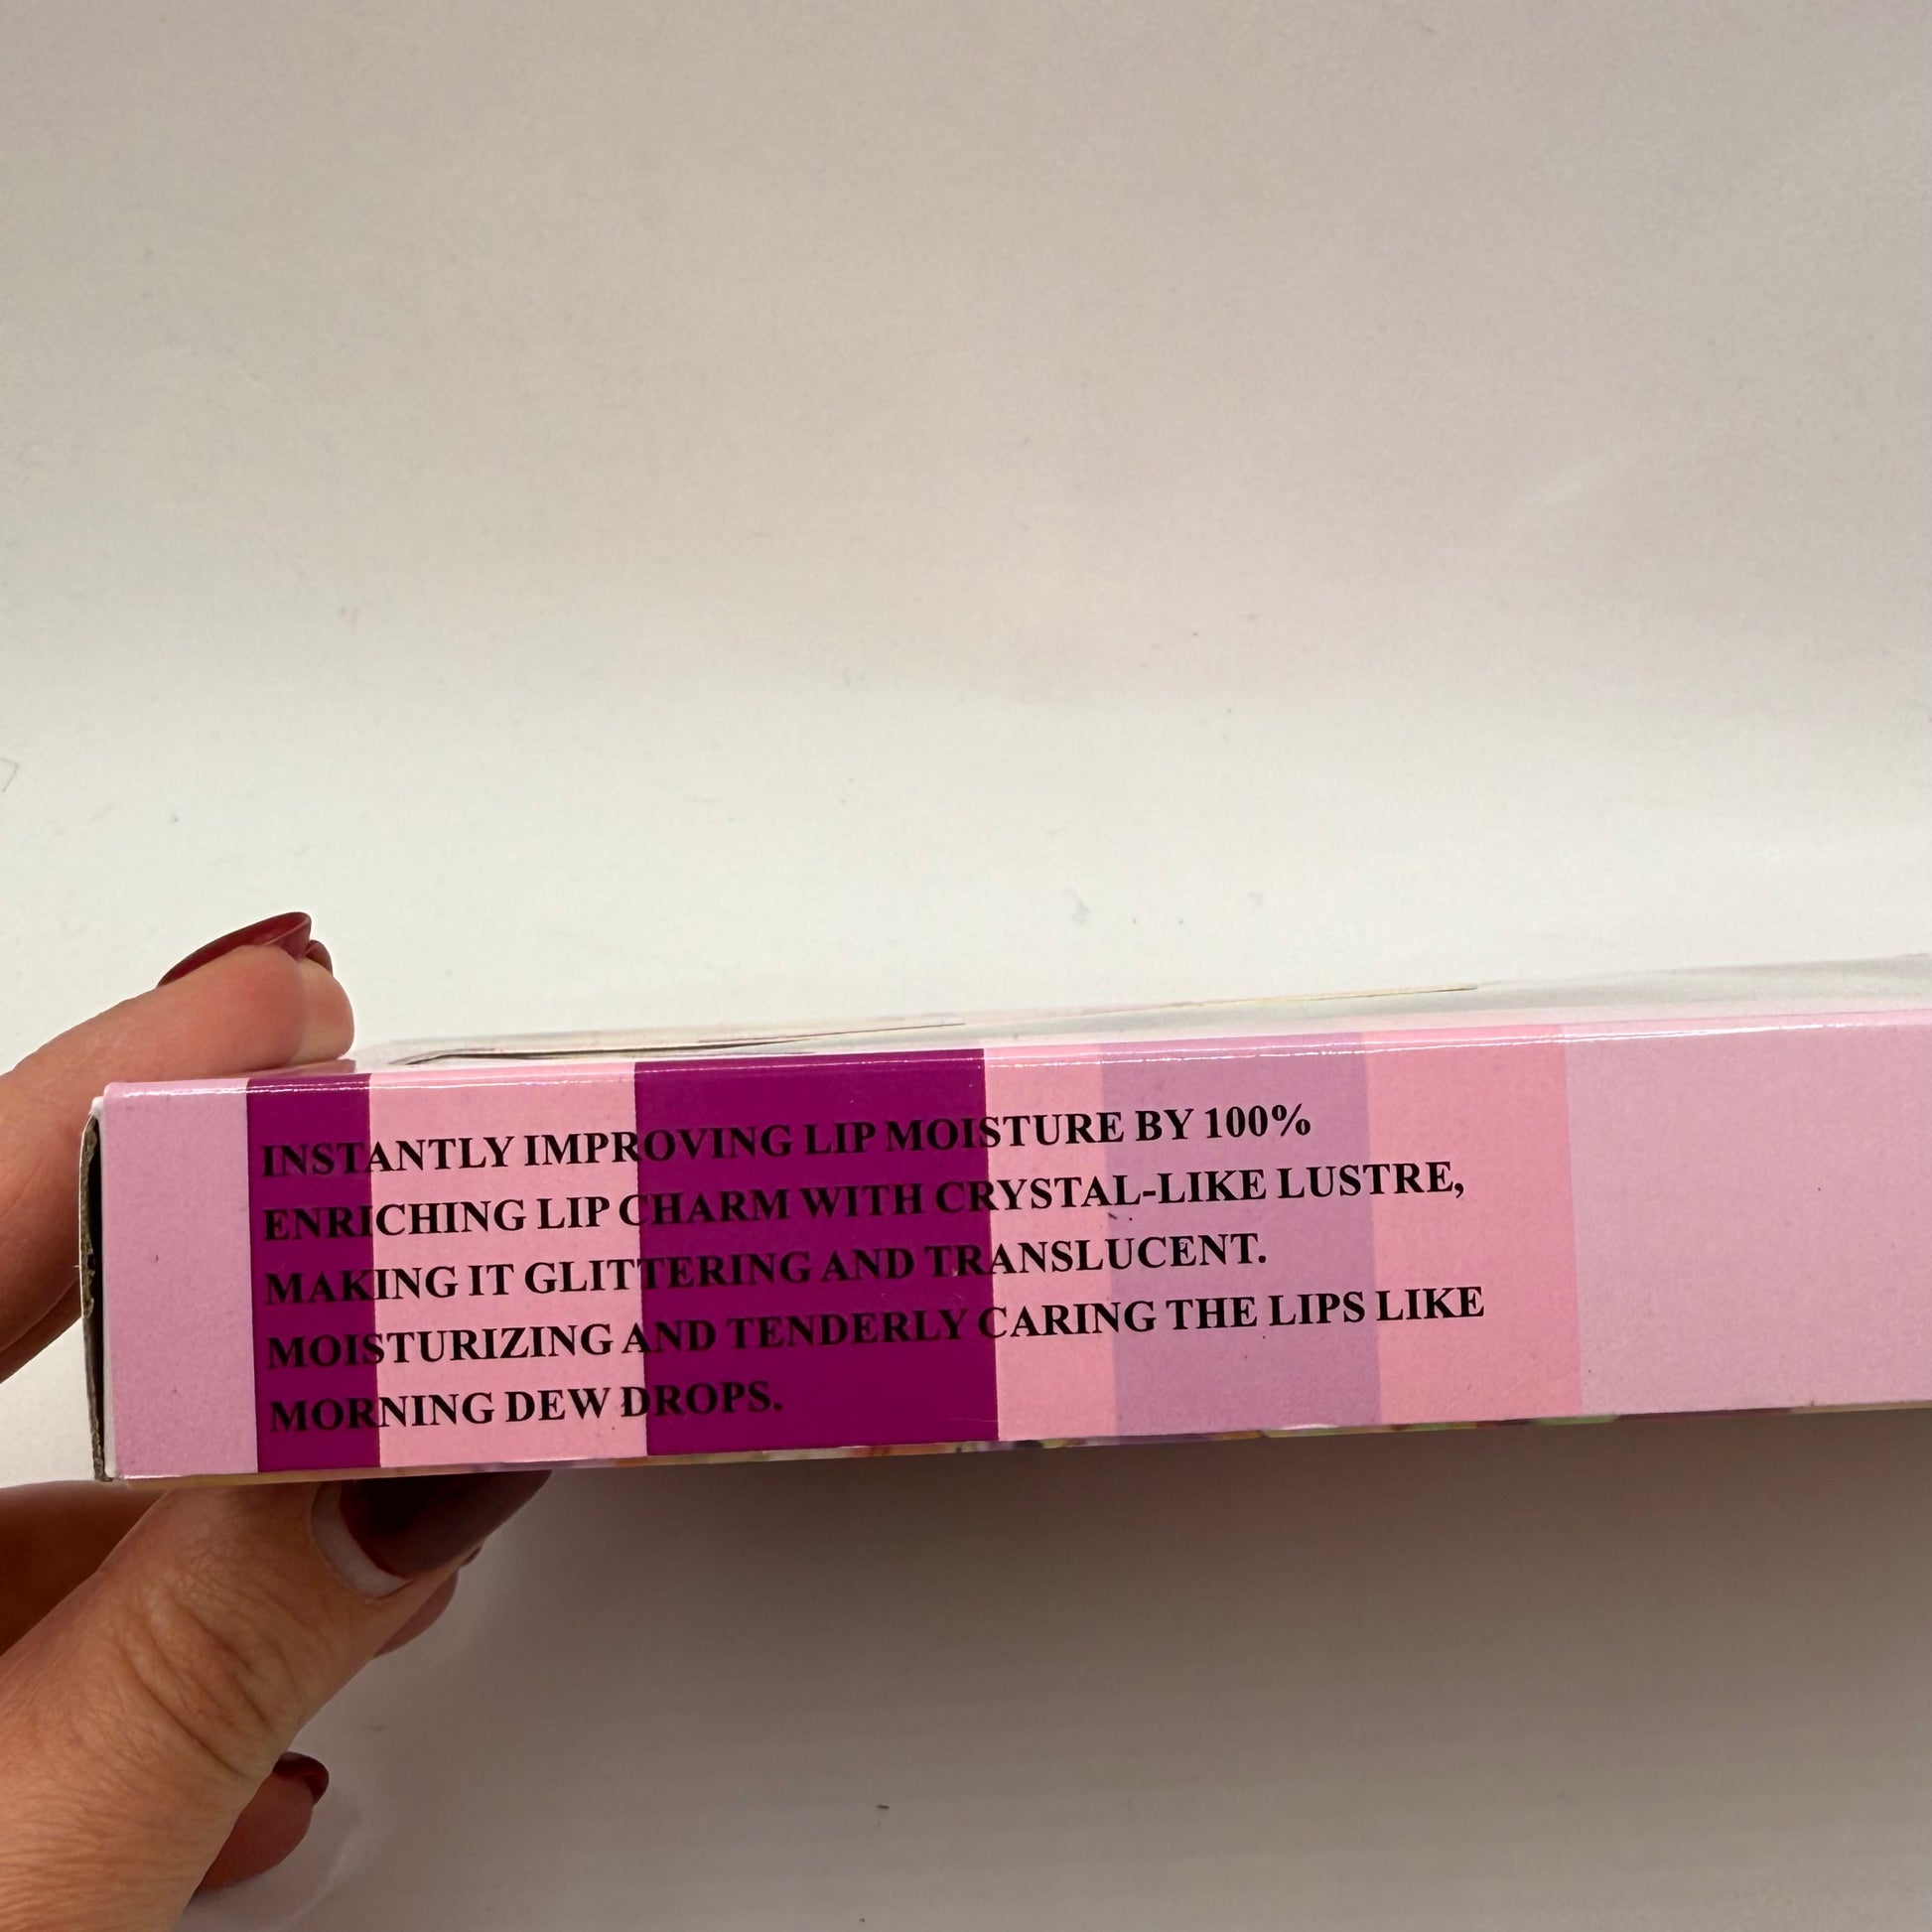 INSTANTLY IMPROVING LIP MOISTURE BY 100%
ENRICHING LIP CHARM WITH CRYSTAL-LIKE LUSTRE,
MAKING IT GLITTERING AND TRANSLUCENT.
MOISTURIZING AND TENDERLY CARING THE LIPS LIKE
MORNING DEW DROPS.